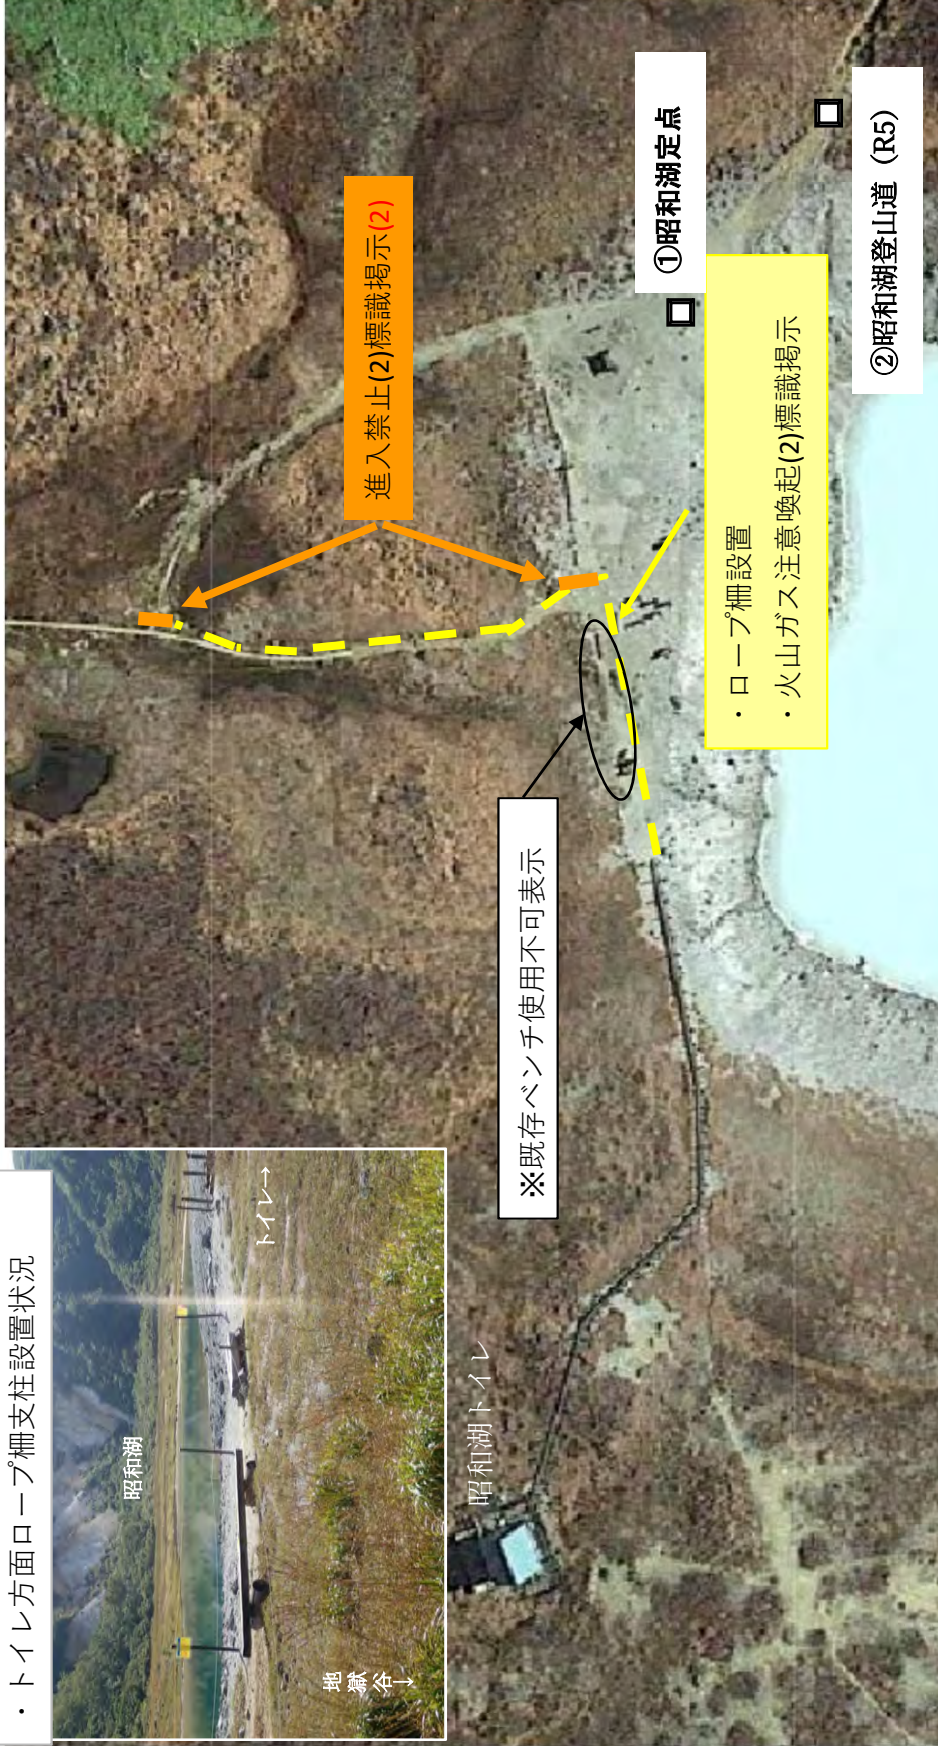 ・トイレ方面ロープ柵支柱設置状況
昭和湖
トイレ→
地獄谷→
進入禁止(2)標識掲示(2)
①昭和湖定点
②昭和湖登山道（R5）
・ロープ柵設置
・火山ガス注意喚起(2)標識掲示
※既存ベンチ使用不可表示
昭和湖トイレ